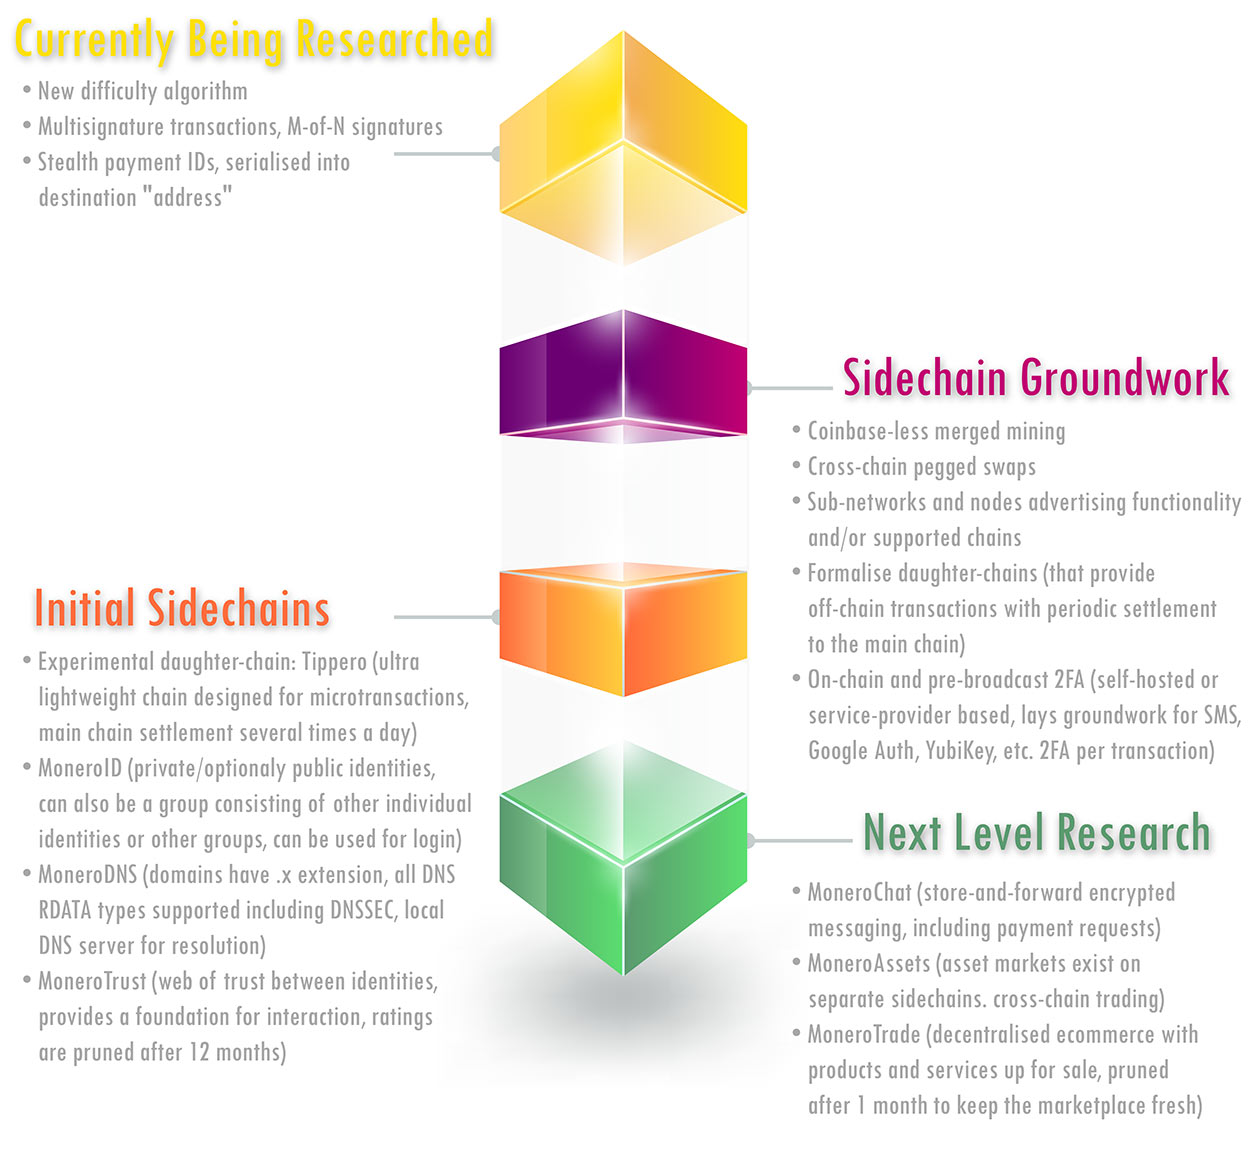 Currently Being Researched
• New difficulty algorithm
• Multisignature transactions, M-of-N signatures
• Stealth payment IDs, serialised into
destination "address"
Sidechain Groundwork
• Coinbase-less merged mining
• Cross-chain pegged swaps
• Sub-networks and nodes advertising functionality
and/or supported chains
• Formalise daughter-chains (that provide
off-chain transactions with periodic settlement
to the main chain)
• On-chain and pre-broadcast 2FA (self-hosted or
service-provider based, lays groundwork for SMS,
Google Auth, YubiKey, etc. 2FA per transaction)
Initial Sidechains
• Experimental daughter-chain: Tippero (ultra
lightweight chain designed for microtransactions,
main chain settlement several times a day)
• MoneroID (private/optionaly public identities,
can also be a group consisting of other individual
identities or other groups, can be used for login)
• MoneroDNS (domains have .x extension, all DNS
RDATA types supported including DNSSEC, local
DNS server for resolution)
• MoneroTrust (web of trust between identities,
provides a foundation for interaction, ratings
are pruned after 12 months)
Next Level Research
• MoneroChat (store-and-forward encrypted
messaging, including payment requests)
• MoneroAssets (asset markets exist on
separate sidechains. cross-chain trading)
• MoneroTrade (decentralised ecommerce with
products and services up for sale, pruned
after 1 month to keep the marketplace fresh)